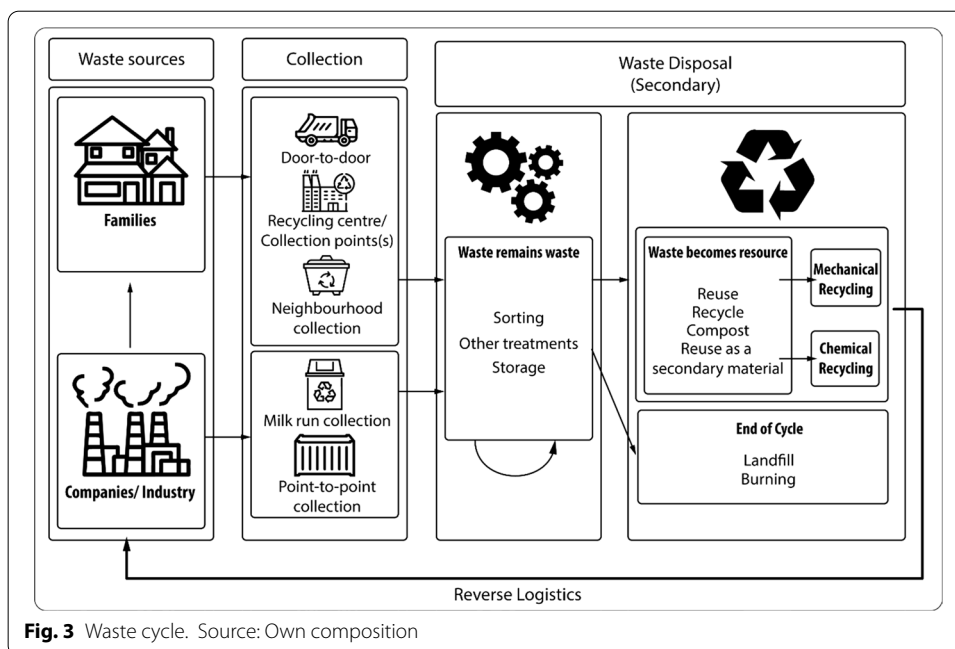 Waste sources
Collection
Waste Disposal
(Secondary)
Families
Companies/ Industry
Door-to-door
Recycling centre/
Collection points(s)
Neighbourhood
collection
Milk run collection
Point-to-point
collection
Waste remains waste
Sorting
Other treatments
Storage
Waste becomes resource
Reuse
Recycle
Compost
Reuse as a
secondary material
Mechanical
Recycling
Chemical
Recycling
End of Cycle
Landfill
Burning
Reverse Logistics
Fig. 3 Waste cycle. Source: Own composition